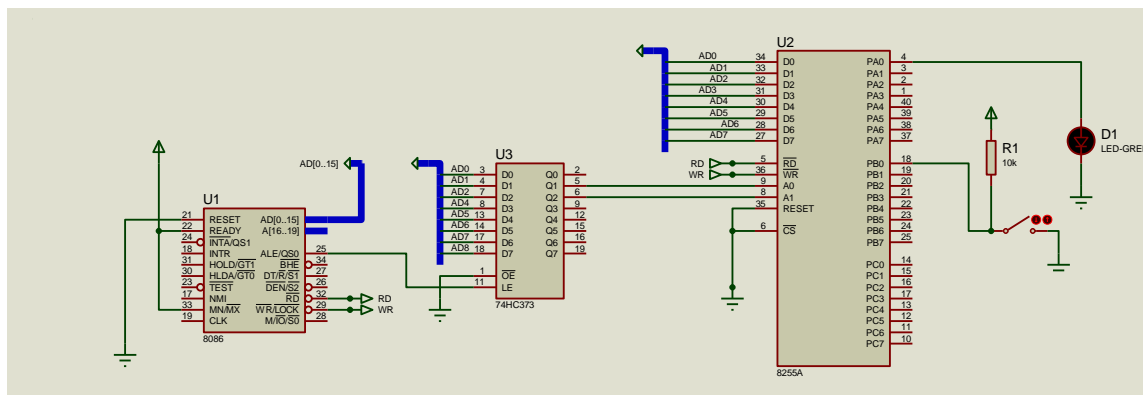 U1
21 RESET AD[0..15]
22 READY A[16..19]
24 INTA/QS1
18 INTR ALE/QS0 25
31 HOLD/GT1 BHE 34
30 HLDA/GT0 DT/R/S1 27
23 TEST DEN/S2 26
17 NMI RD 32 RD
33 MN/MX WR/LOCK 29 WR
19 CLK M/IO/S0 28
8086
AD[0..15]
U3
AD0 3 D0 Q0 2
AD1 4 D1 Q1 5
AD2 7 D2 Q2 6
AD4 8 D3 Q3 9
AD5 13 D4 Q4 12
AD6 14 D5 Q5 15
AD7 17 D6 Q6 16
AD8 18 D7 Q7 19
1 OE
11 LE
74HC373
U2
AD0 34 D0 PA0 4
AD1 33 D1 PA1 3
AD2 32 D2 PA2 2
AD3 31 D3 PA3 1
AD4 30 D4 PA4 40
AD5 29 D5 PA5 39
AD6 28 D6 PA6 38
AD7 27 D7 PA7 37
RD 5 RD PB0 18
WR 36 WR PB1 19
9 A0 PB2 20
8 A1 PB3 21
35 RESET PB4 22
PB5 23
6 CS PB6 24
PB7 25
PC0 14
PC1 15
PC2 16
PC3 17
PC4 13
PC5 12
PC6 11
PC7 10
8255A
R1
10k
D1
LED-GRE